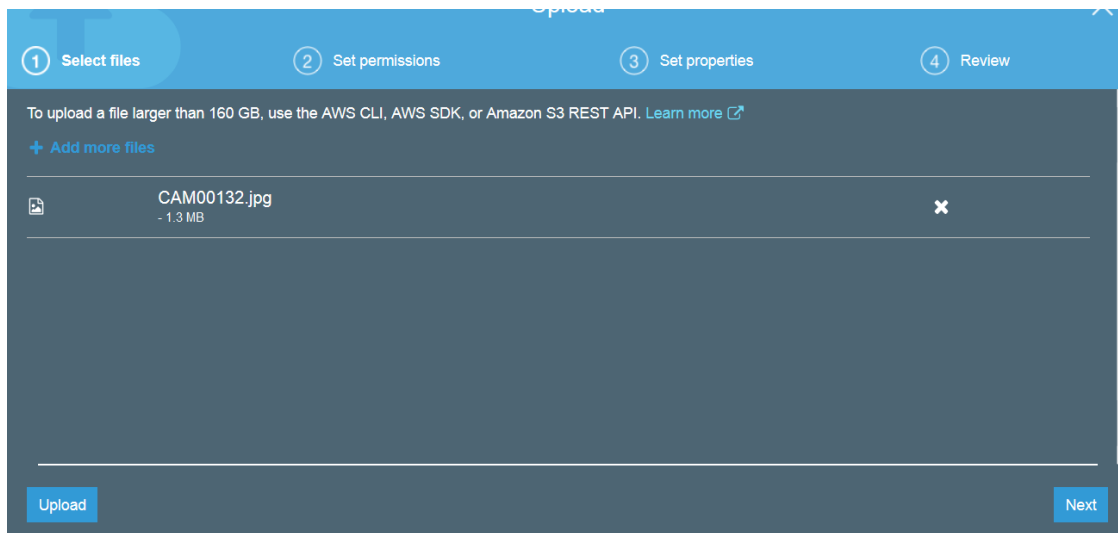 Upload
1 Select files
2 Set permissions
3 Set properties
4 Review
To upload a file larger than 160 GB, use the AWS CLI, AWS SDK, or Amazon S3 REST API. Learn more
+ Add more files
CAM00132.jpg
- 1.3 MB
Upload
Next